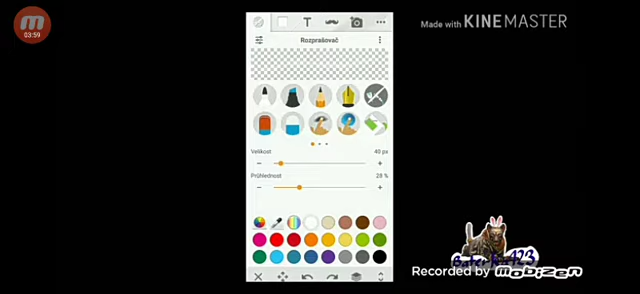 Made with KINEMASTER
03:59
T
Rozprašovač
Velikost
40 px
Průhlednost
28 %
Recorded by mobizen